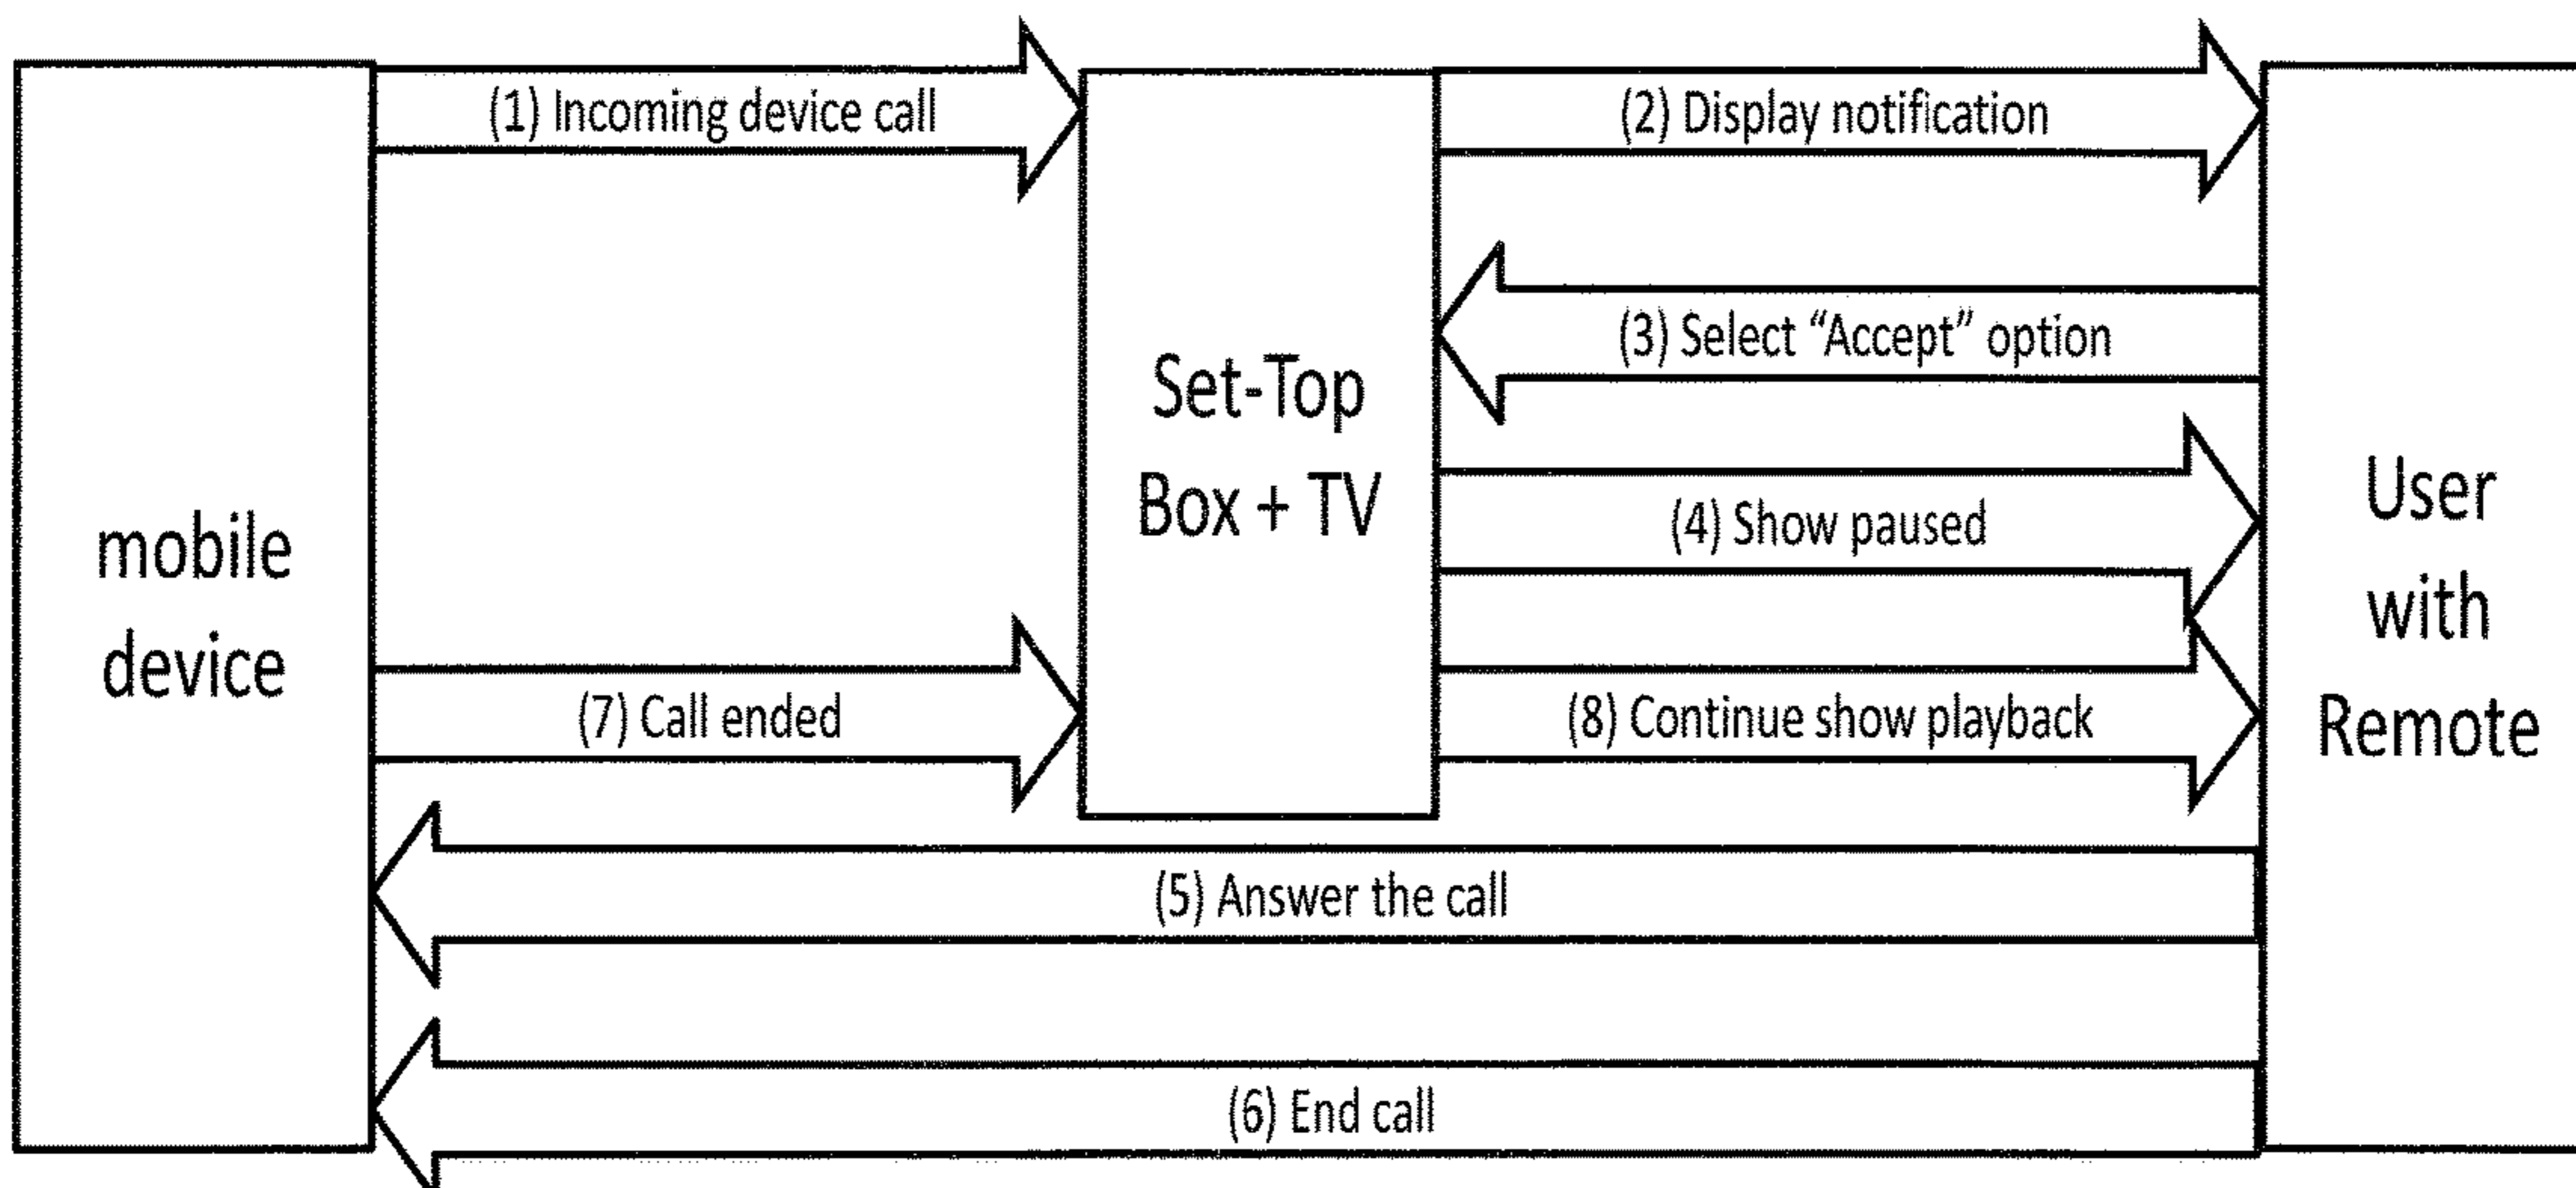 (1) Incoming device call
(2) Display notification
(3) Select “Accept” option
Set-Top
Box + TV
(4) Show paused
User
with
Remote
mobile
device
(7) Call ended
(8) Continue show playback
(5) Answer the call
(6) End call